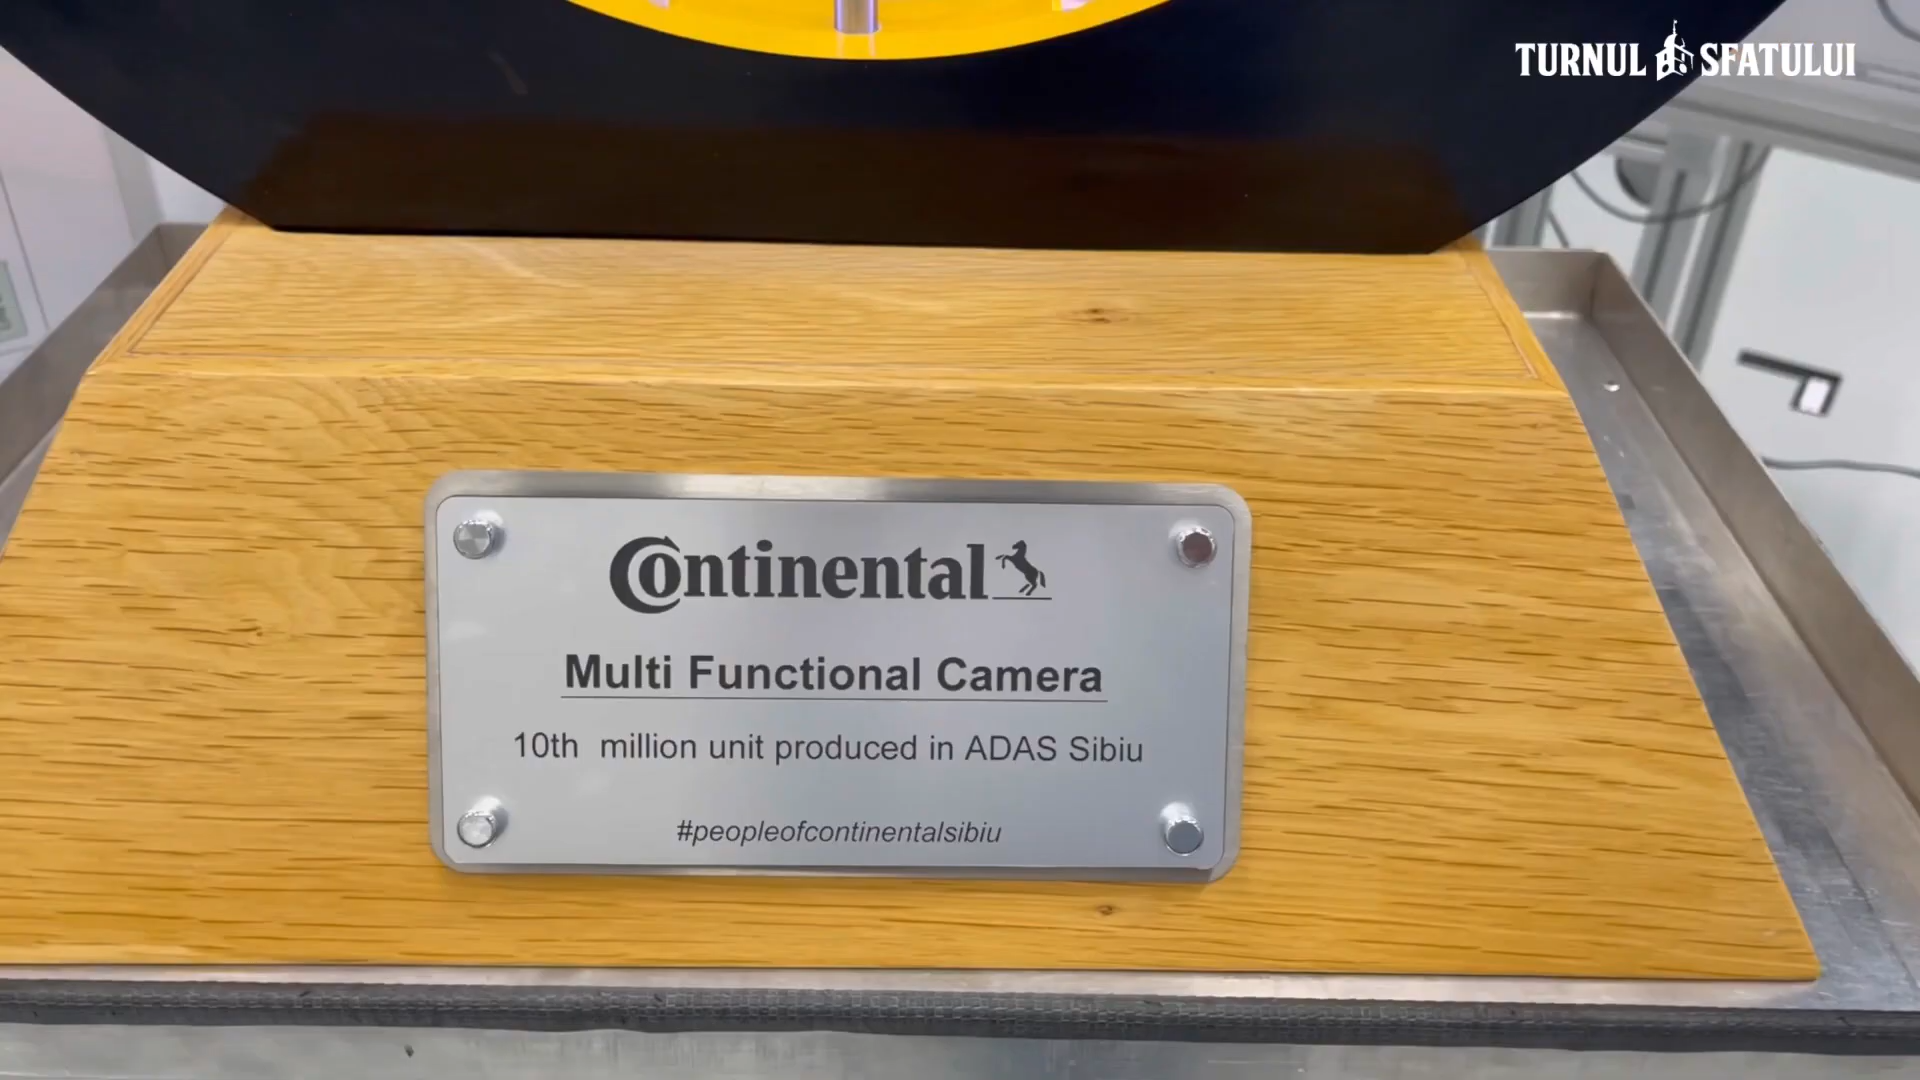 TURNUL SFATULUI
Continental
Multi Functional Camera
10th million unit produced in ADAS Sibiu
#peopleofcontinentalsibiu